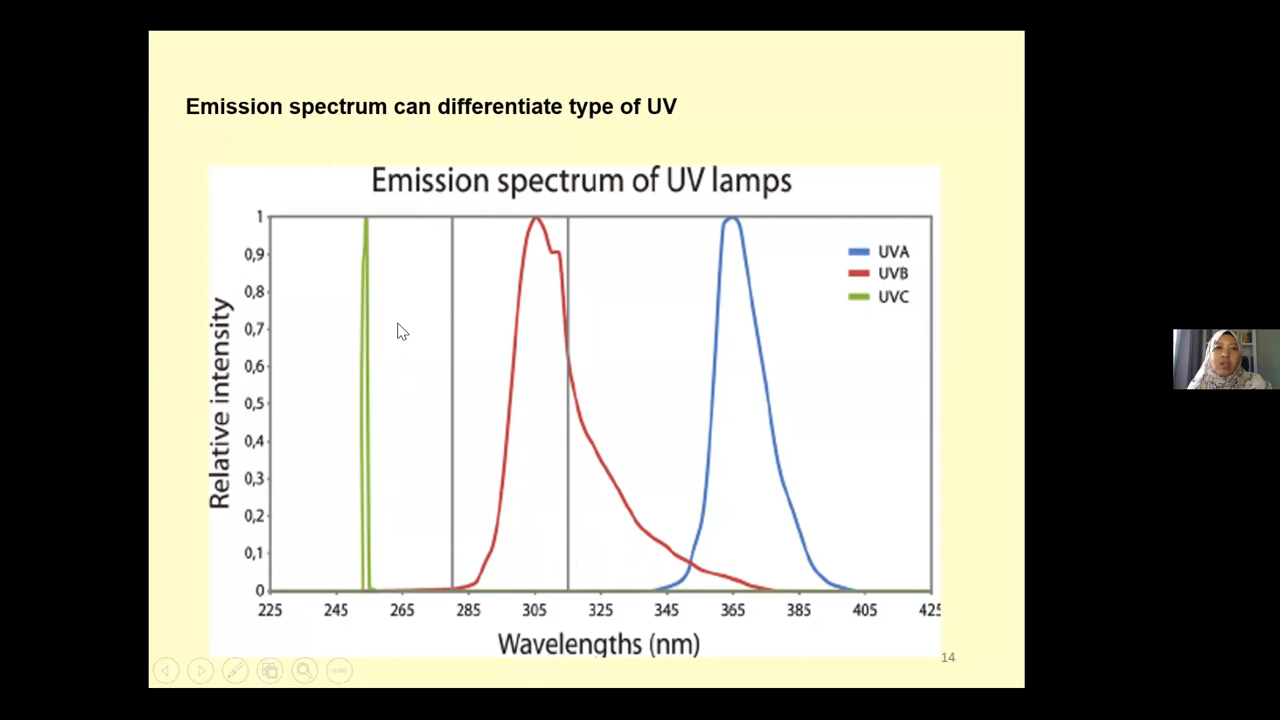 Emission spectrum can differentiate type of UV
Emission spectrum of UV lamps
Relative intensity
1
0,9
0,8
0,7
0,6
0,5
0,4
0,3
0,2
0,1
0
UVA
UVB
UVC
225 245 265 285 305 325 345 365 385 405 425
Wavelengths (nm)
14